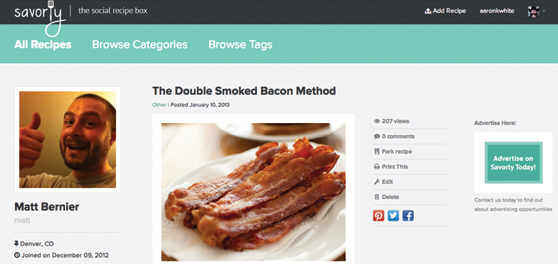 savorly the social recipe box
Add Recipe aaronkwhite
All Recipes Browse Categories Browse Tags
Matt Bernier
matt
Denver, CO
Joined on December 09, 2012
The Double Smoked Bacon Method
Other | Posted January 10, 2013
207 views
0 comments
Fork recipe
Print This
Edit
Delete
Advertise Here:
Advertise on
Savorly Today!
Contact us today to find out
about advertising opportunities